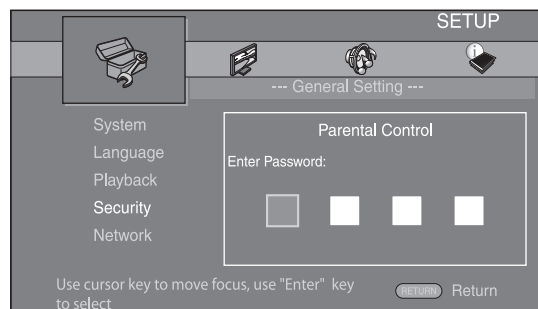 SETUP
--- General Setting ---
System
Language
Playback
Security
Network
Parental Control
Enter Password:
Use cursor key to move focus, use "Enter" key
to select
RETURN Return